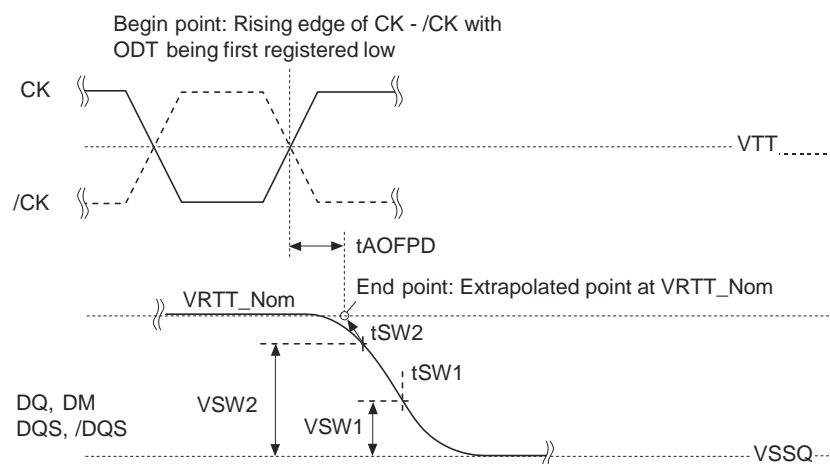 Begin point: Rising edge of CK - /CK with
ODT being first registered low
CK
VTT
/CK
tAOFPD
End point: Extrapolated point at VRTT_Nom
VRTT_Nom
tSW2
tSW1
VSW2
VSW1
DQ, DM
DQS, /DQS
VSSQ